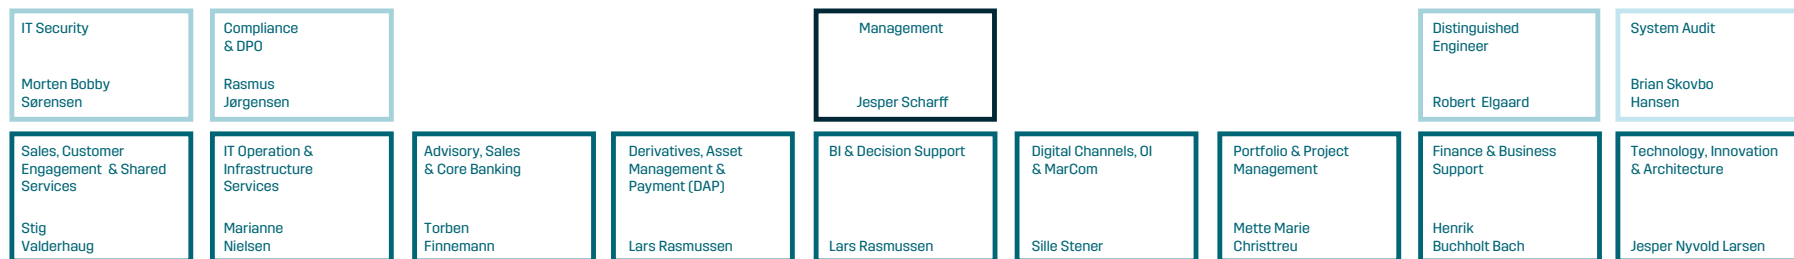 IT Security
Morten Bobby
Sørensen
Compliance
& DPO
Rasmus
Jørgensen
Management
Jesper Scharff
Distinguished
Engineer
Robert Elgaard
System Audit
Brian Skovbo
Hansen
Sales, Customer
Engagement & Shared
Services
Stig
Valderhaug
IT Operation &
Infrastructure
Services
Marianne
Nielsen
Advisory, Sales
& Core Banking
Torben
Finnemann
Derivatives, Asset
Management &
Payment (DAP)
Lars Rasmussen
BI & Decision Support
Lars Rasmussen
Digital Channels, OI
& MarCom
Sille Stener
Portfolio & Project
Management
Mette Marie
Christtreu
Finance & Business
Support
Henrik
Buchholt Bach
Technology, Innovation
& Architecture
Jesper Nyvold Larsen